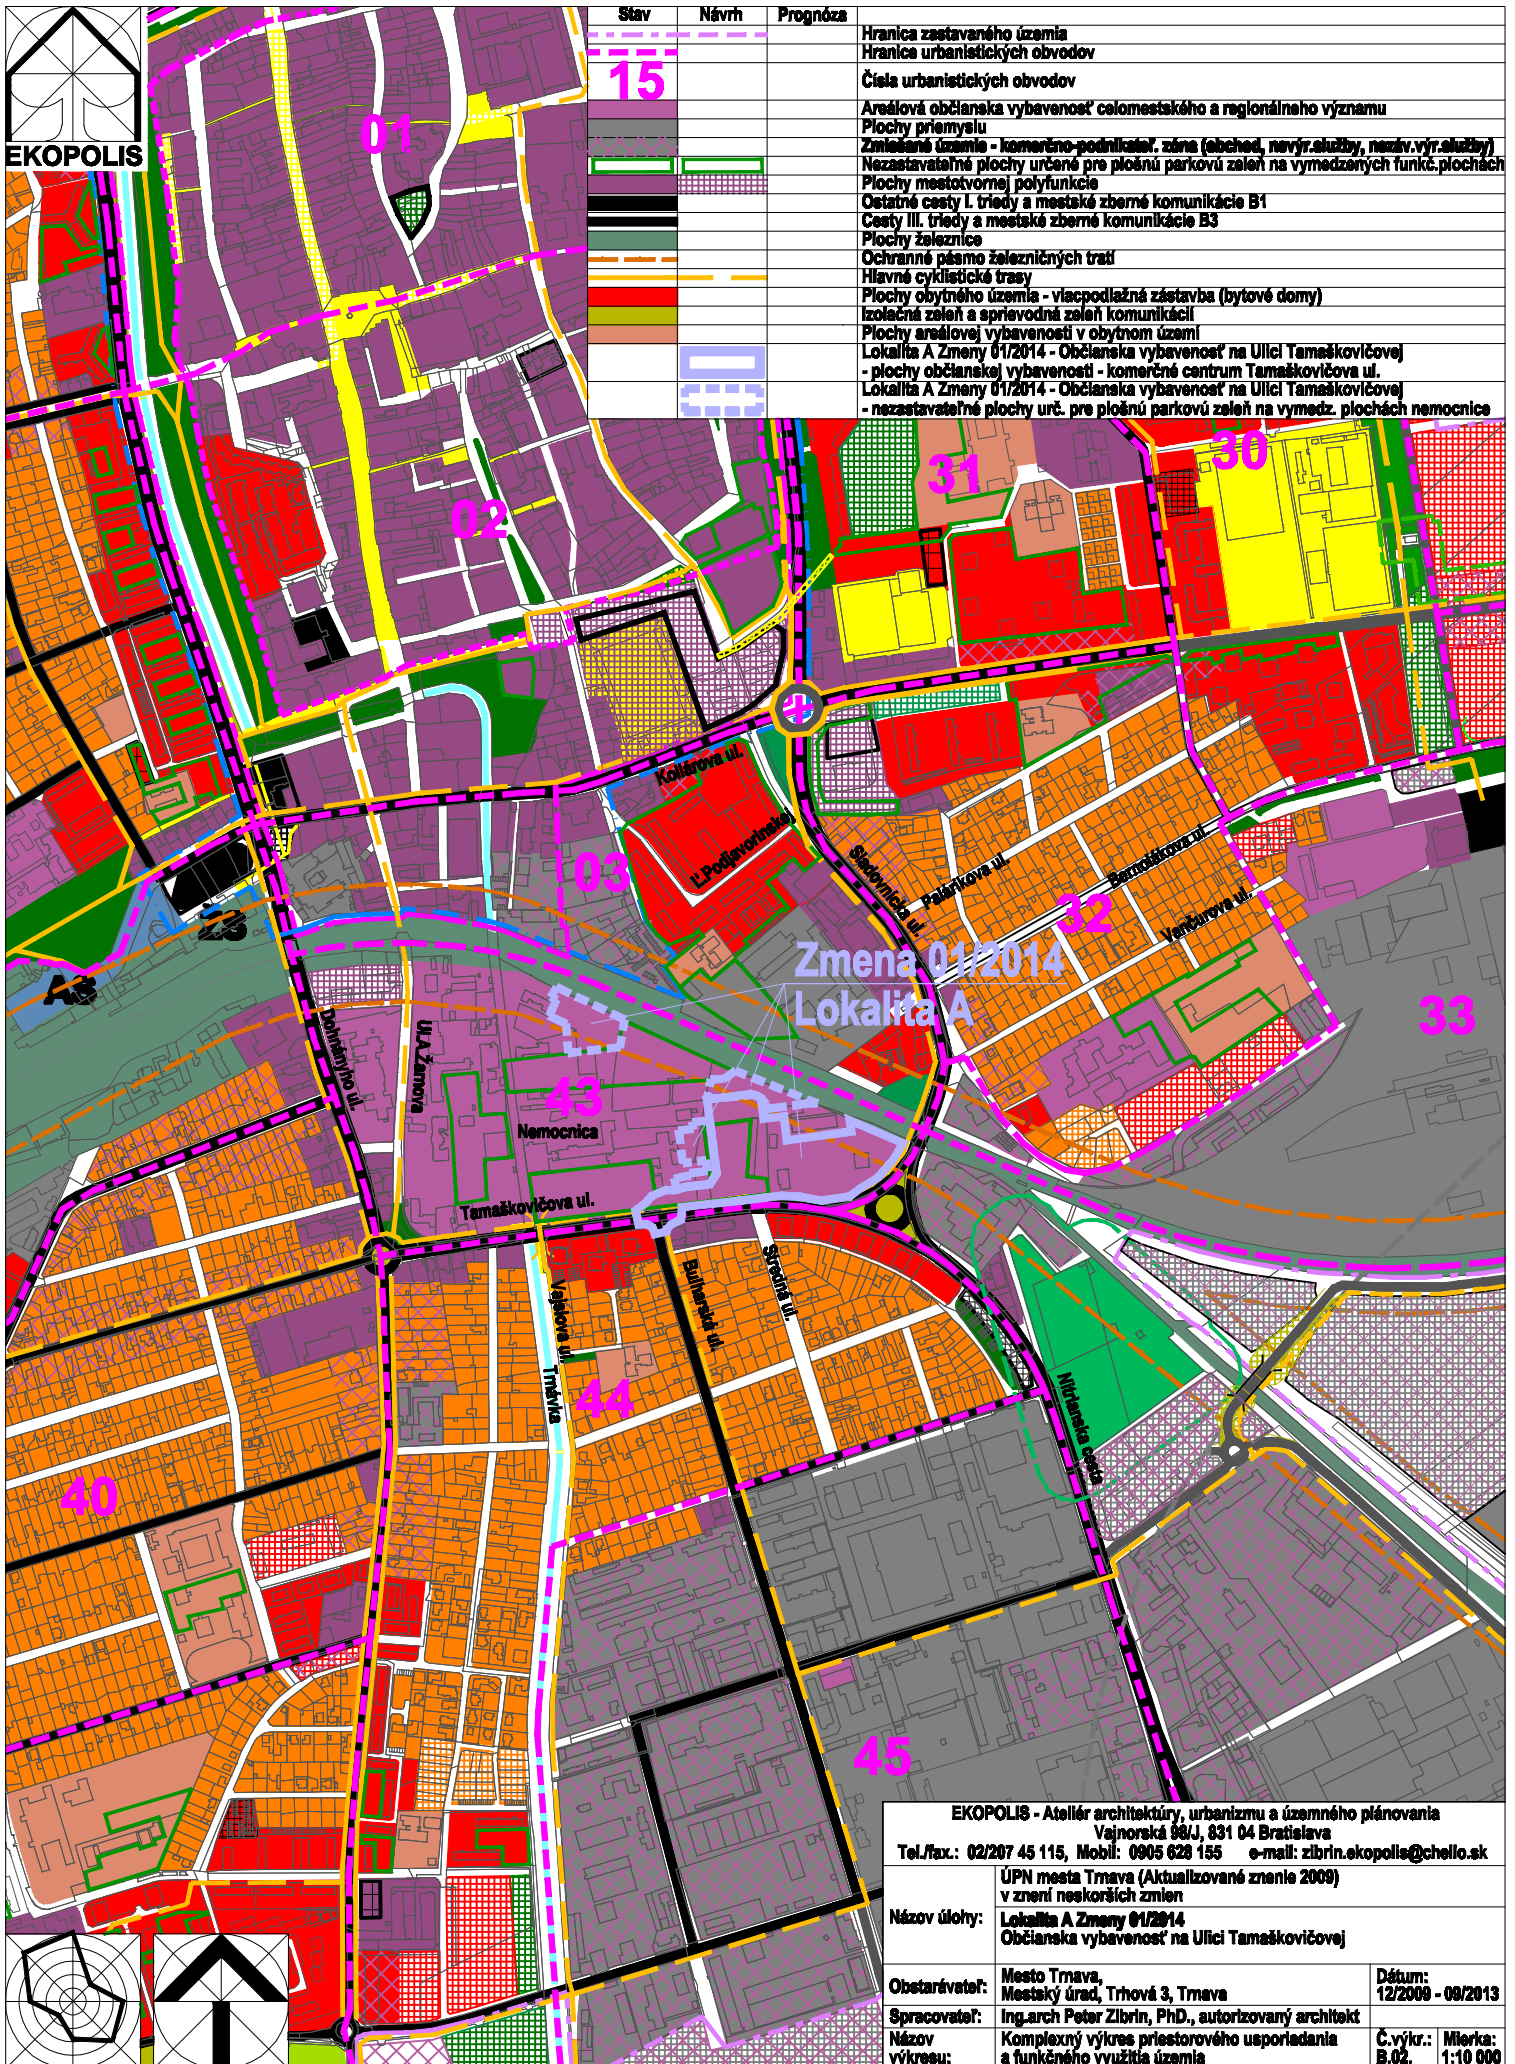 EKOPOLIS
Stav Návrh Prognóza
Hranica zastavaného územia
Hranica urbanistických obvodov
15
Čísla urbanistických obvodov
Areálová občianska vybavenosť celomestského a regionálneho významu
Plochy priemyslu
Zmiešané územie - komerčno-podnikateľ. zóna (obchod, nevýr.služby, nezáv.výr.služby)
Nezastavateľné plochy určené pre plošnú parkovú zeleň na vymedzených funkč.plochách
Plochy mestotvornej polyfunkcie
Ostatné cesty I. triedy a mestské zberné komunikácie B1
Cesty III. triedy a mestské zberné komunikácie B3
Plochy železnice
Ochranné pásmo železničných tratí
Hlavné cyklistické trasy
Plochy obytného územia - viacpodlažná zástavba (bytové domy)
Izolačná zeleň a sprievodná zeleň komunikácií
Plochy areálovej vybavenosti v obytnom území
Lokalita A Zmeny 01/2014 - Občianska vybavenosť na Ulici Tamaškovičovej
- plochy občianskej vybavenosti - komerčné centrum Tamaškovičova ul.
Lokalita A Zmeny 01/2014 - Občianska vybavenosť na Ulici Tamaškovičovej
- nezastavateľné plochy urč. pre plošnú parkovú zeleň na vymedz. plochách nemocnice
01
02
31
30
Kollárova ul.
Ľ.Podjavorinskej
03
Sladovnícka ul.
Palárikova ul.
Bernolákova ul.
Vančurova ul.
32
33
Zmena 01/2014
Lokalita A
Dohnányho ul.
Ul.A.Žarnova
43
Nemocnica
Tamaškovičova ul.
Vajslova ul.
Trnávka
Bulharská ul.
Stredná ul.
44
Nitrianska cesta
40
45
EKOPOLIS - Ateliér architektúry, urbanizmu a územného plánovania
Vajnorská 98/J, 831 04 Bratislava
Tel./fax.: 02/207 45 115, Mobil: 0905 628 155 e-mail: zibrin.ekopolis@chello.sk
Názov úlohy:
ÚPN mesta Trnava (Aktualizované znenie 2009)
v znení neskorších zmien
Lokalita A Zmeny 01/2014
Občianska vybavenosť na Ulici Tamaškovičovej
Obstarávateľ:
Mesto Trnava,
Mestský úrad, Trhová 3, Trnava
Dátum:
12/2009 - 09/2013
Spracovateľ: Ing.arch Peter Zibrin, PhD., autorizovaný architekt
Názov výkresu:
Komplexný výkres priestorového usporiadania
a funkčného využitia územia
Č.výkr.:
B.02
Mierka:
1:10 000